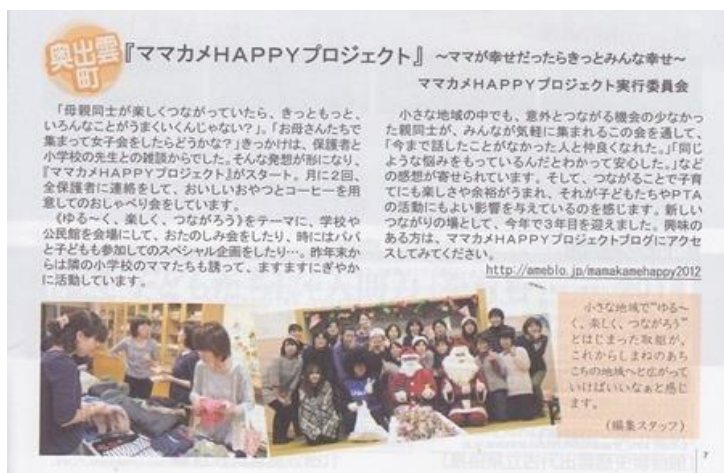 奥出雲町
『ママカメHAPPYプロジェクト』 ～ママが幸せだったらきっとみんな幸せ～
ママカメHAPPYプロジェクト実行委員会
「母親同士が楽しくつながっていたら、きっともっと、
いろんなことがうまくいくんじゃない？」。「お母さんたちで
集まって女子会をしたらどうかな？」きっかけは、保護者と
小学校の先生との雑談からでした。そんな発想が形になり、
『ママカメHAPPYプロジェクト』がスタート。月に2回、
全保護者に連絡をして、おいしいおやつとコーヒーを用
意してのおしゃべり会をしています。
《ゆる～く、楽しく、つながろう》をテーマに、学校や
公民館を会場にして、おたのしみ会をしたり、時にはパパ
と子どもも参加してのスペシャル企画をしたり…。昨年末か
らは隣の小学校のママたちも誘って、ますますにぎやか
に活動しています。
小さな地域の中でも、意外とつながる機会の少なかっ
た親同士が、みんなが気軽に集まれるこの会を通して、
「今まで話したことがなかった人と仲良くなれた。」「同じ
ような悩みをもっているんだとわかって安心した。」など
の感想が寄せられています。そして、つながることで子育
てにも楽しさや余裕がうまれ、それが子どもたちやPTA
の活動にもよい影響を与えているのを感じます。新しい
つながりの場として、今年で3年目を迎えました。興味の
ある方は、ママカメHAPPYプロジェクトブログにアクセ
スしてみてください。
http://ameblo.jp/mamakamehappy2012
小さな地域で"ゆる～
く、楽しく、つながろう"
とはじまった取組が、
これからしまねのあち
こちの地域へと広がって
いけばいいなぁと感じ
ます。
（編集スタッフ）
7